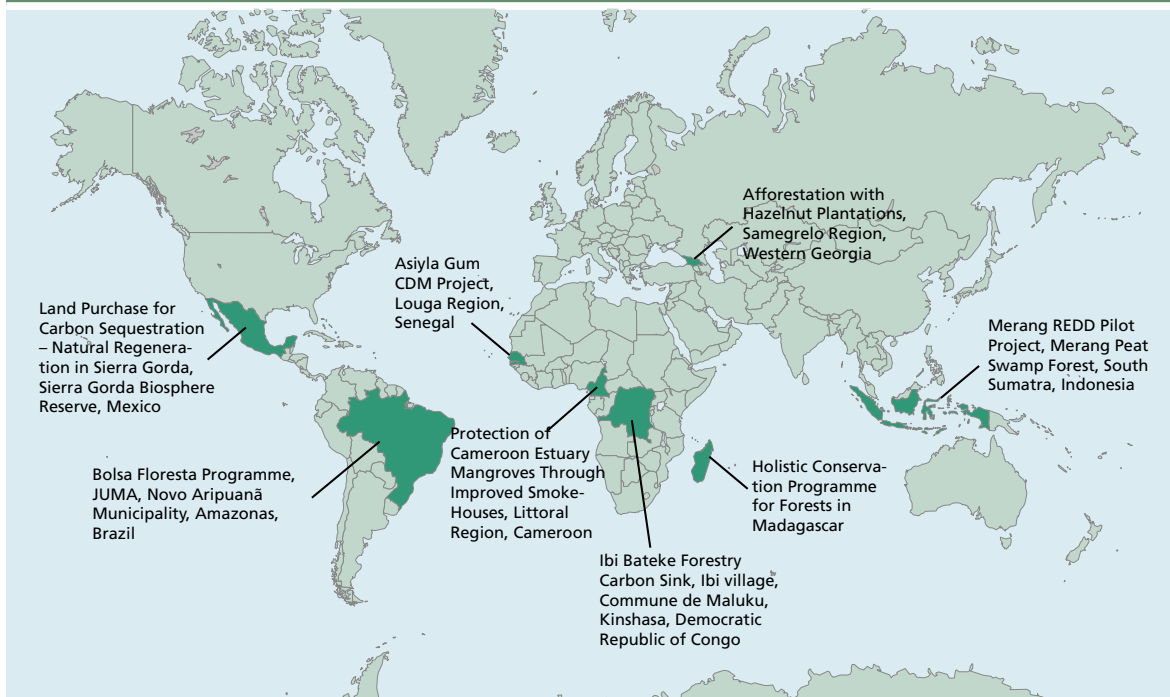 Afforestation with
Hazelnut Plantations,
Samegrelo Region,
Western Georgia
Asiyla Gum
CDM Project,
Louga Region,
Senegal
Land Purchase for
Carbon Sequestration
– Natural Regenera-
tion in Sierra Gorda,
Sierra Gorda Biosphere
Reserve, Mexico
Merang REDD Pilot
Project, Merang Peat
Swamp Forest, South
Sumatra, Indonesia
Bolsa Floresta Programme,
JUMA, Novo Aripuanã
Municipality, Amazonas,
Brazil
Protection of
Cameroon Estuary
Mangroves Through
Improved Smoke-
Houses, Littoral
Region, Cameroon
Holistic Conserva-
tion Programme
for Forests in
Madagascar
Ibi Bateke Forestry
Carbon Sink, Ibi village,
Commune de Maluku,
Kinshasa, Democratic
Republic of Congo